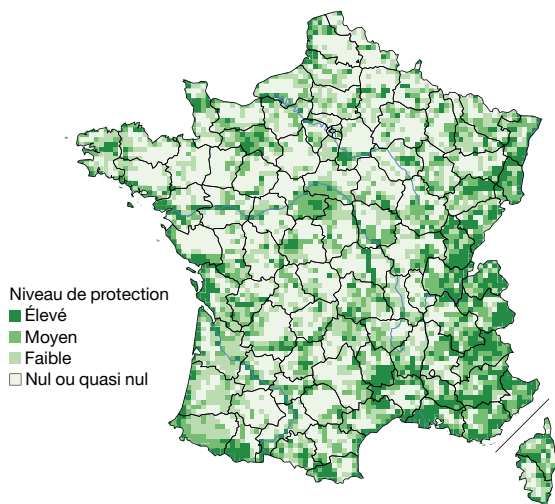 Niveau de protection
Élevé
Moyen
Faible
Nul ou quasi nul